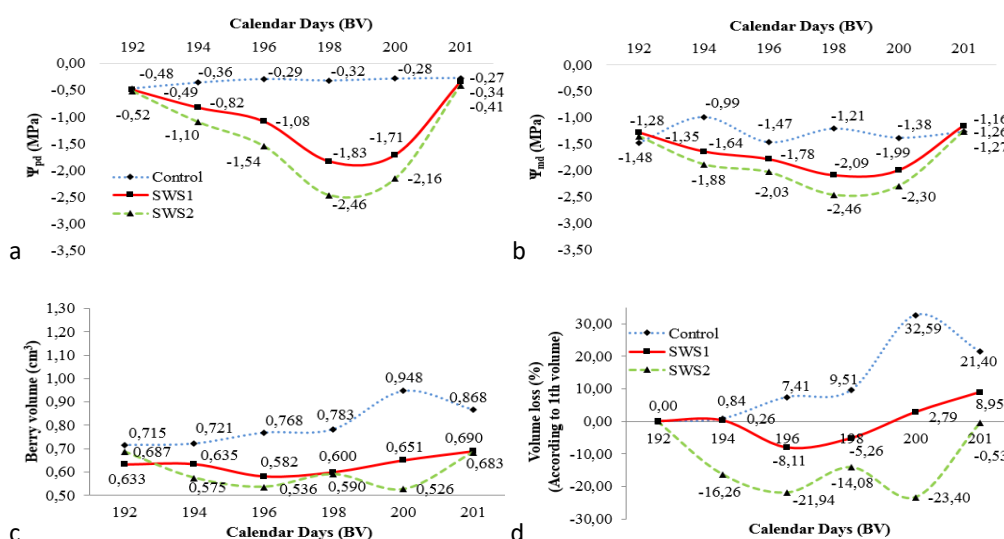 Calendar Days (BV)
192 194 196 198 200 201
0,00
-0,50
-1,00
-1,50
-2,00
-2,50
-3,00
-3,50
Ψpd (MPa)
-0,48 -0,36 -0,29 -0,32 -0,28 -0,27
-0,49 -0,82 -1,08 -1,83 -1,71 -0,34
-0,52 -1,10 -1,54 -2,46 -2,16 -0,41
Control
SWS1
SWS2
a
Calendar Days (BV)
192 194 196 198 200 201
0,00
-0,50
-1,00
-1,50
-2,00
-2,50
-3,00
-3,50
Ψmd (MPa)
-1,48 -0,99 -1,47 -1,21 -1,38 -1,26
-1,28 -1,64 -1,78 -2,09 -1,99 -1,16
-1,35 -1,88 -2,03 -2,46 -2,30 -1,27
b
1,30
1,20
1,10
1,00
0,90
0,80
0,70
0,60
0,50
Berry volume (cm³)
0,715 0,721 0,768 0,783 0,948 0,868
0,633 0,635 0,582 0,600 0,651 0,690
0,687 0,575 0,536 0,590 0,526 0,683
192 194 196 198 200 201
Calendar Days (BV)
c
30,00
20,00
10,00
0,00
-10,00
-20,00
-30,00
Volume loss (%)
(According to 1th volume)
Control
SWS1
SWS2
0,00 0,84 7,41 9,51 32,59 21,40
0,26 -8,11 -5,26 2,79 8,95
-16,26 -21,94 -14,08 -23,40 -0,53
192 194 196 198 200 201
Calendar Days (BV)
d